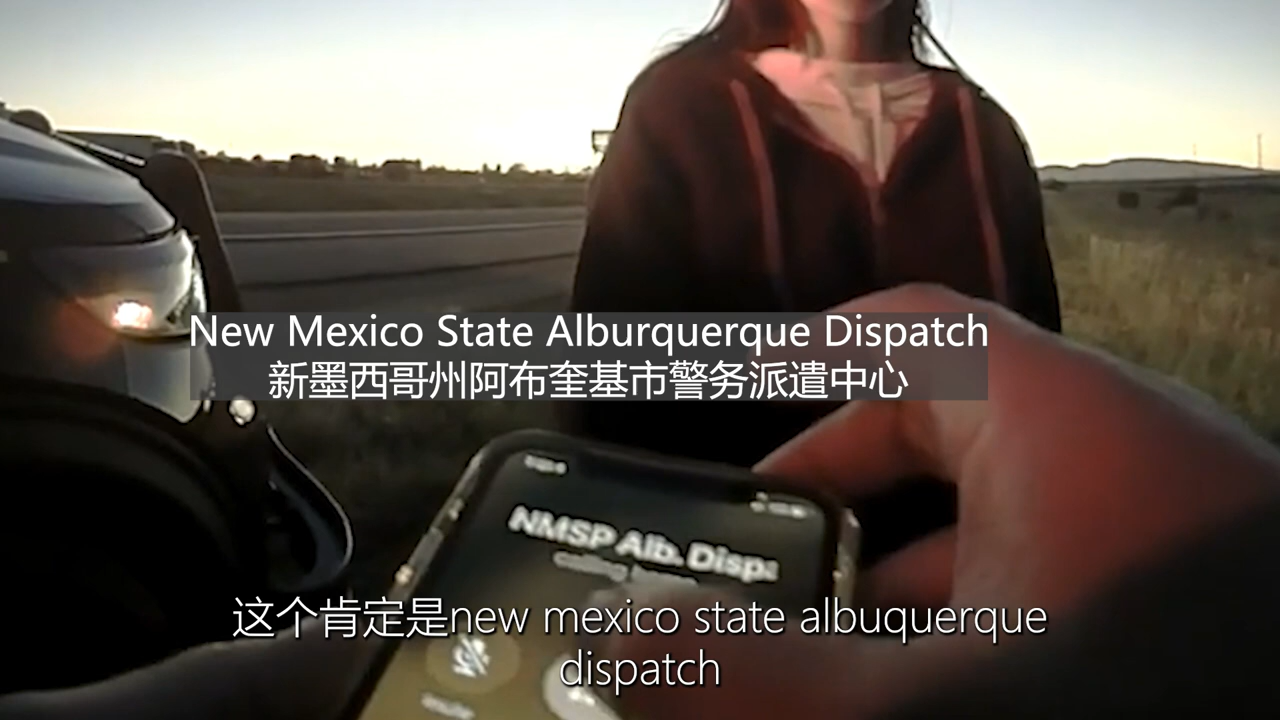 New Mexico State Alburquerque Dispatch
新墨西哥州阿布奎基市警务派遣中心
NMSP Alb. Disp
这个肯定是new mexico state albuquerque
dispatch